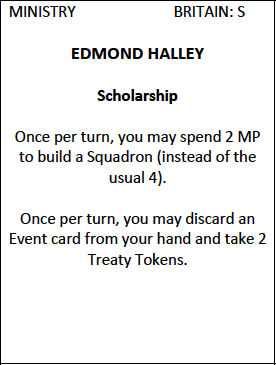 MINISTRY BRITAIN: S
EDMOND HALLEY
Scholarship
Once per turn, you may spend 2 MP
to build a Squadron (instead of the
usual 4).
Once per turn, you may discard an
Event card from your hand and take 2
Treaty Tokens.